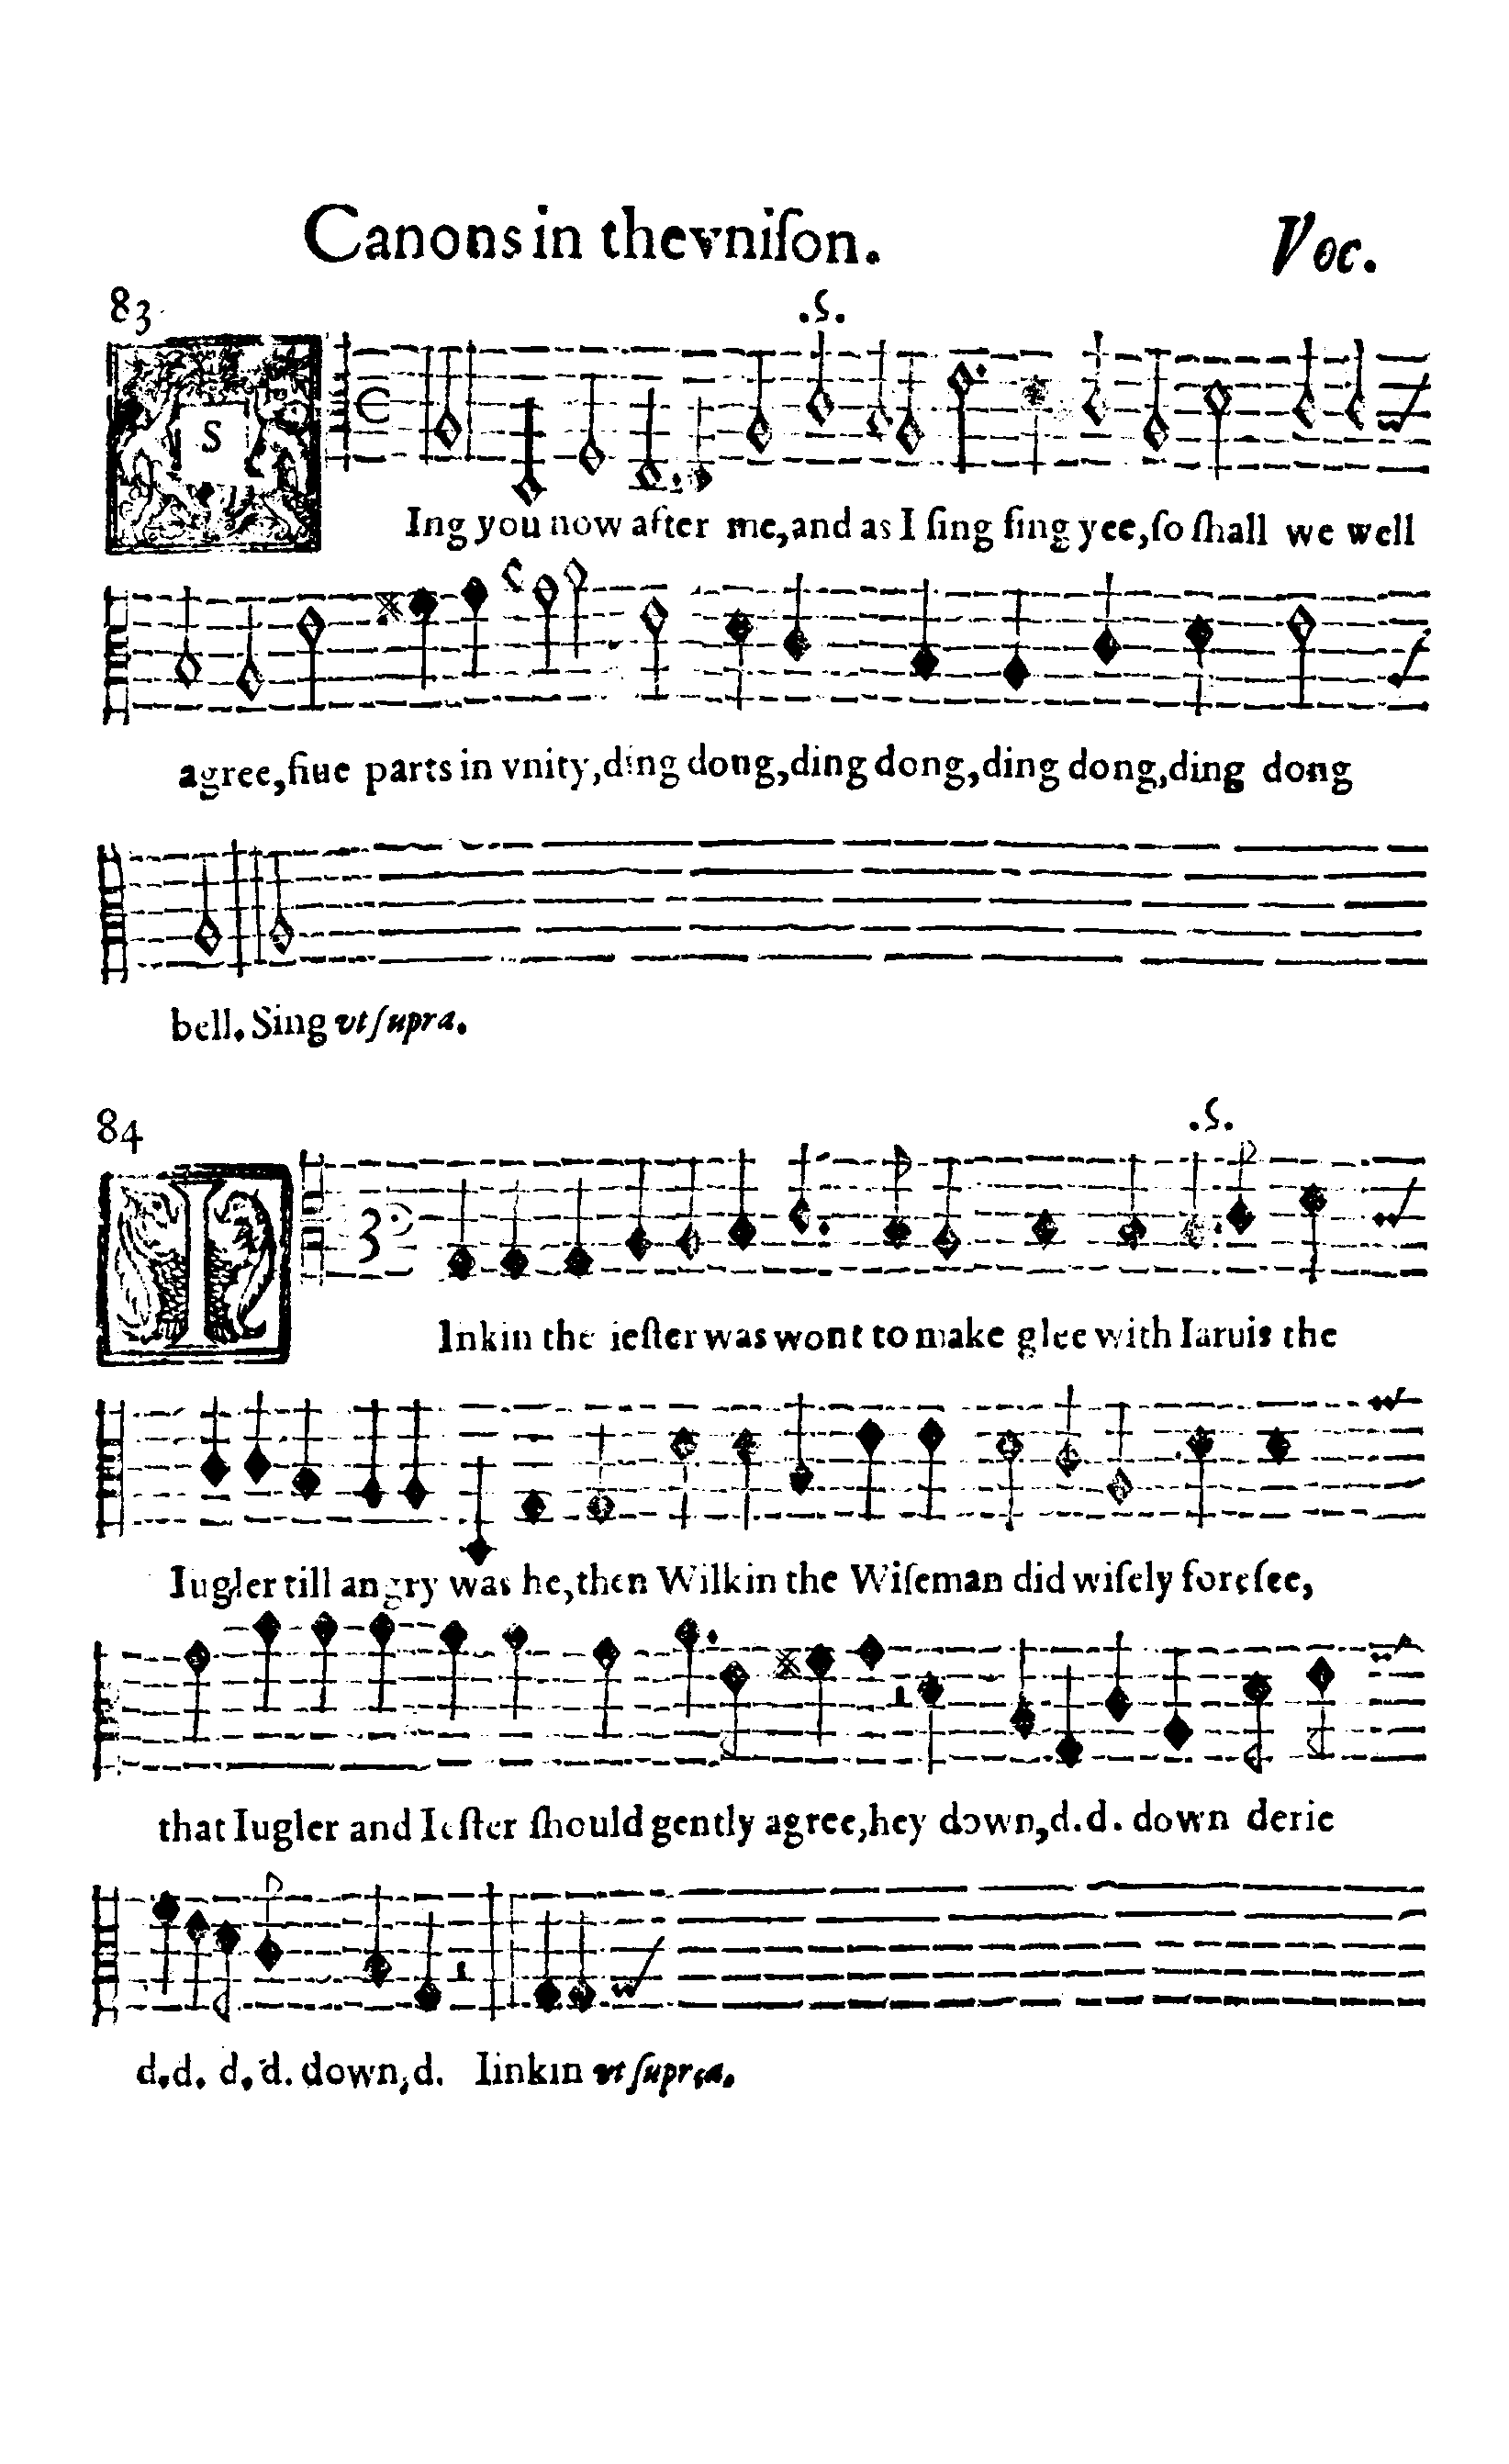 Canons in the vniſon. Voc.
83
.S.
SIng you now after me, and as I ſing ſing yee, ſo ſhall we well
agree, fiue parts in vnity, ding dong, ding dong, ding dong, ding dong
bell. Sing vt ſupra.
84
.S.
IInkin the ieſter was wont to make glee with Iaruis the
Iugler till angry was he, then Wilkin the Wiſeman did wiſely foreſee,
that Iugler and Ieſter ſhould gently agree, hey down, d. d. down derie
d. d. d. d. down, d. Iinkin vt ſupra.